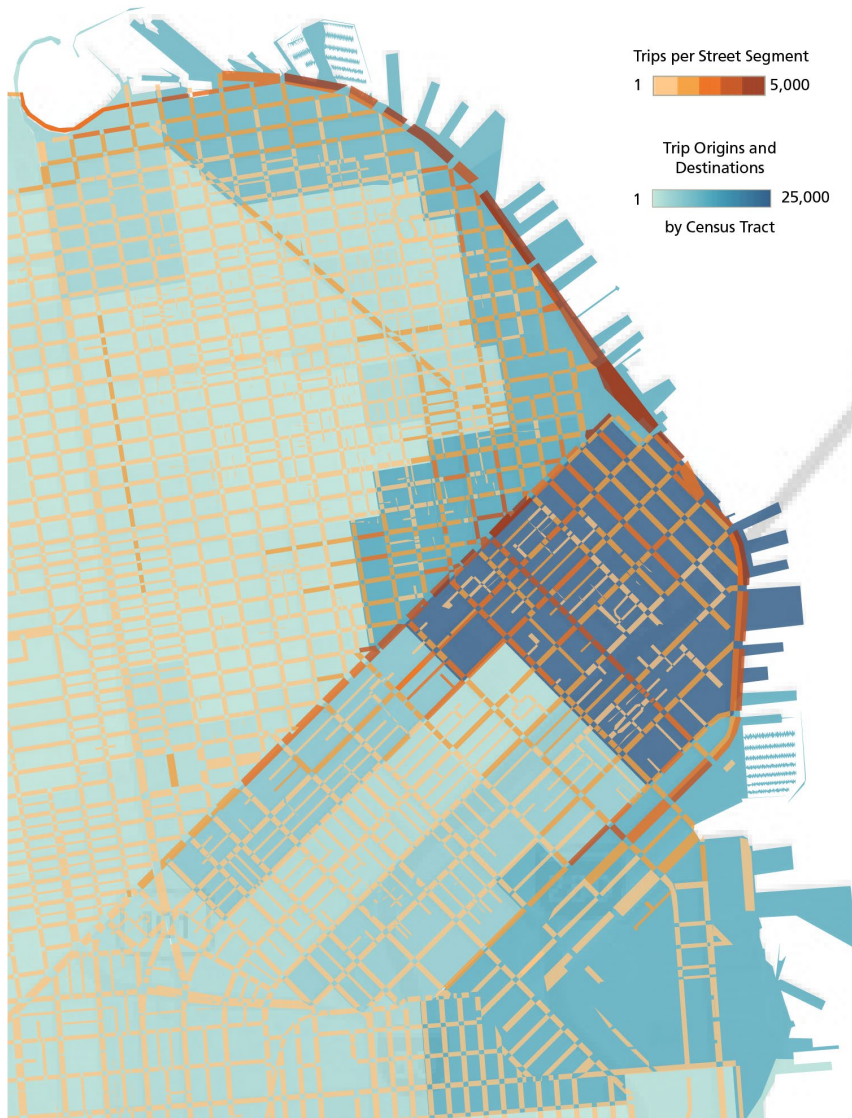 Trips per Street Segment
1 5,000
Trip Origins and
Destinations
1 25,000
by Census Tract